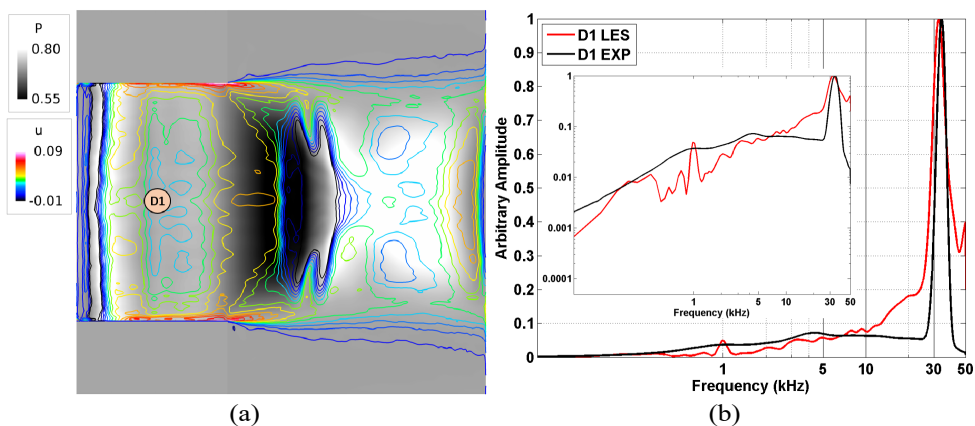 P
0.80
0.55
u
0.09
-0.01
D1
(a)
D1 LES
D1 EXP
Arbitrary Amplitude
1
0.9
0.8
0.7
0.6
0.5
0.4
0.3
0.2
0.1
0
1
0.1
0.01
0.001
0.0001
1 5 10 30 50
Frequency (kHz)
1 5 10 30 50
Frequency (kHz)
(b)